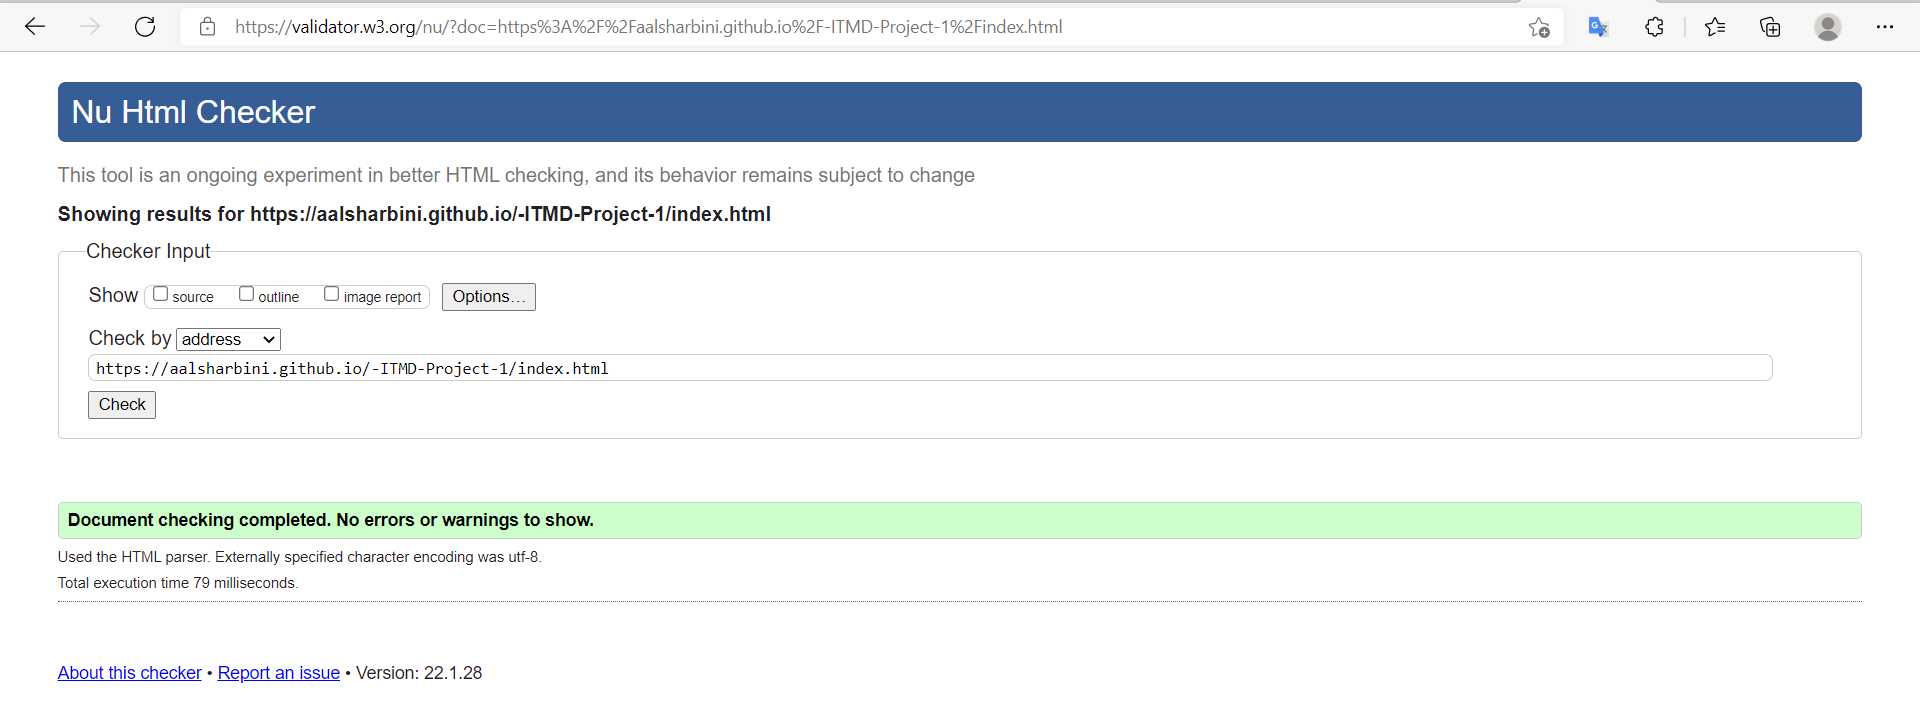 https://validator.w3.org/nu/?doc=https%3A%2F%2Faalsharbini.github.io%2F-ITMD-Project-1%2Findex.html
Nu Html Checker
This tool is an ongoing experiment in better HTML checking, and its behavior remains subject to change
Showing results for https://aalsharbini.github.io/-ITMD-Project-1/index.html
Checker Input
Show source outline image report Options…
Check by address
https://aalsharbini.github.io/-ITMD-Project-1/index.html
Check
Document checking completed. No errors or warnings to show.
Used the HTML parser. Externally specified character encoding was utf-8.
Total execution time 79 milliseconds.
About this checker • Report an issue • Version: 22.1.28